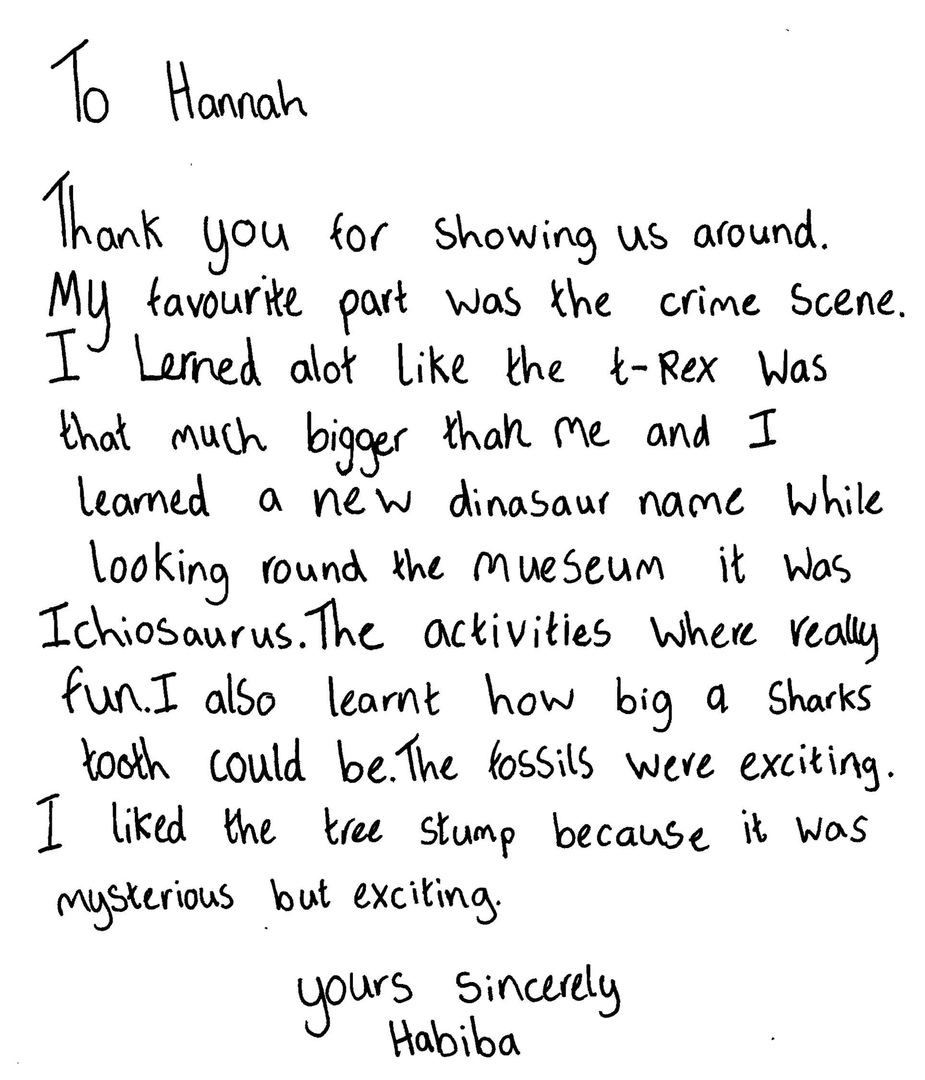 To Hannah
Thank you for showing us around.
My favourite part was the crime scene.
I Lerned alot like the t-Rex was
that much bigger than me and I
learned a new dinasaur name while
looking round the mueseum it was
Ichiosaurus. The activities where really
fun. I also learnt how big a sharks
tooth could be. The fossils were exciting.
I liked the tree stump because it was
mysterious but exciting.
yours sincerely
Habiba